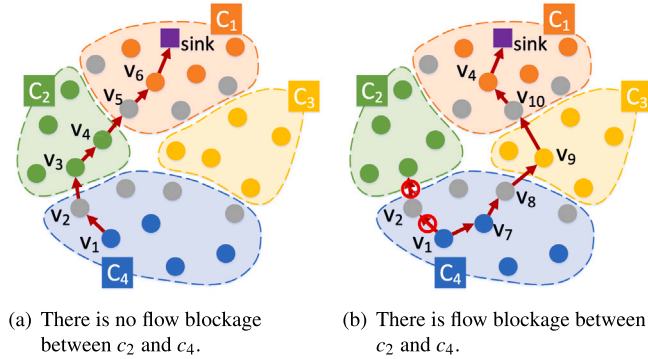 C₁
sink
v₆
C₂
v₅
C₃
v₄
v₃
v₂
v₁
C₄
C₁
sink
v₄
C₂
v₁₀
C₃
v₉
v₈
v₂
v₁
v₇
C₄
(a) There is no flow blockage
between c₂ and c₄.
(b) There is flow blockage between
c₂ and c₄.